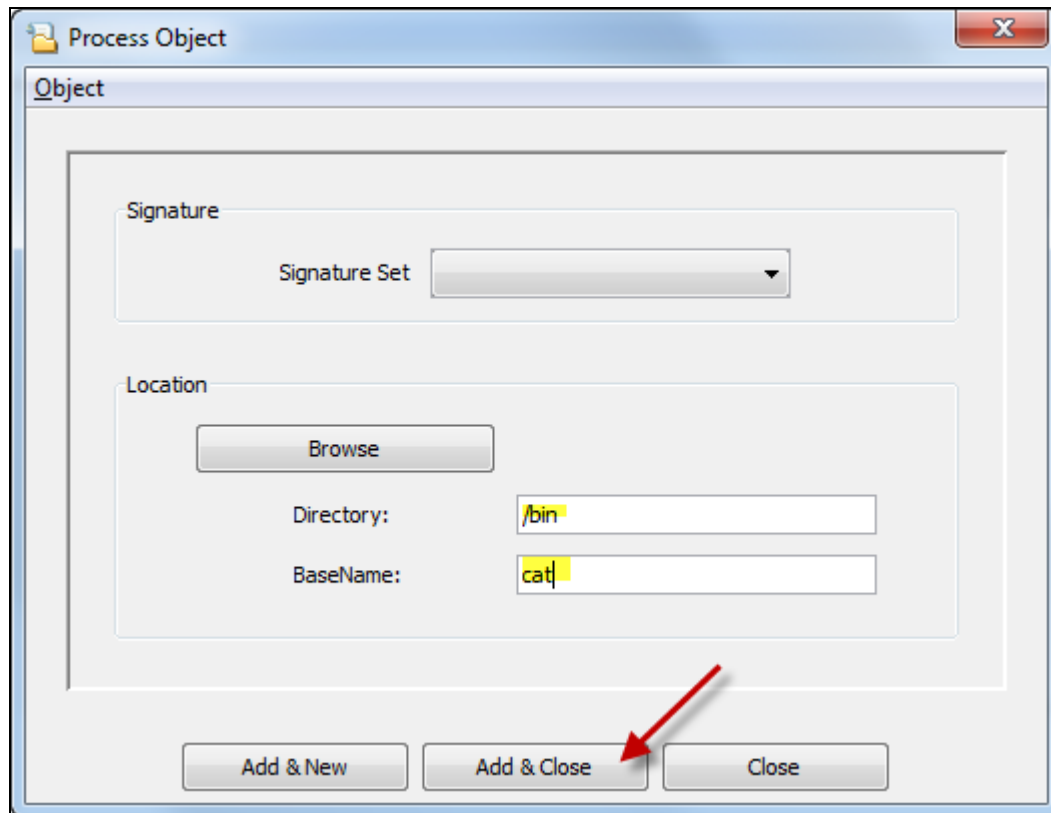 Process Object
Object
Signature
Signature Set
Location
Browse
Directory: /bin
BaseName: cat
Add & New Add & Close Close